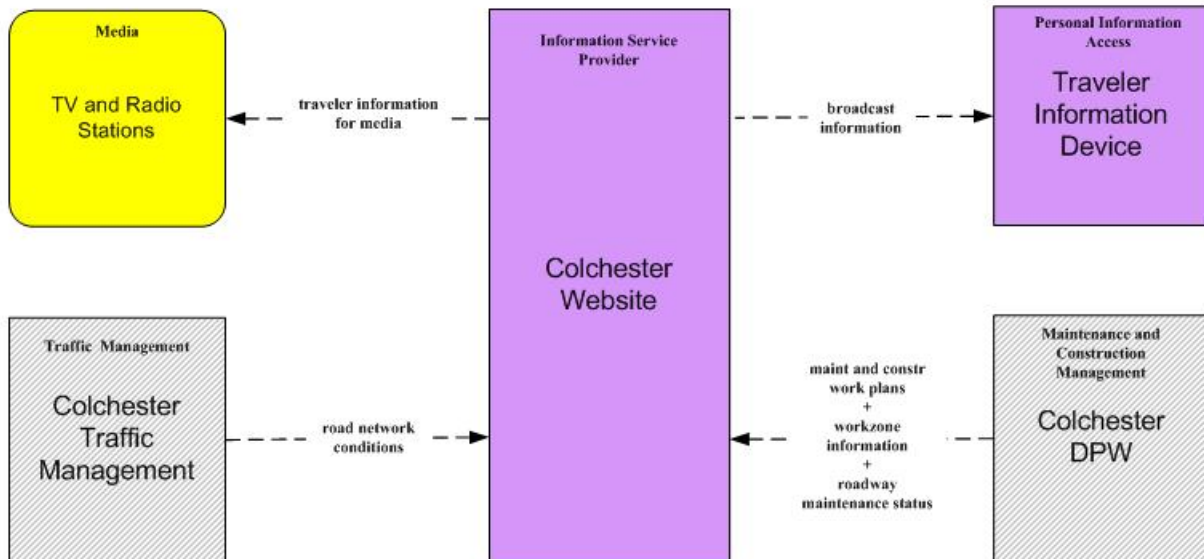 Media
TV and Radio
Stations
traveler information
for media
Information Service
Provider
Colchester
Website
broadcast
information
Personal Information
Access
Traveler
Information
Device
Traffic Management
Colchester
Traffic
Management
road network
conditions
maint and constr
work plans
+
workzone
information
+
roadway
maintenance status
Maintenance and
Construction
Management
Colchester
DPW